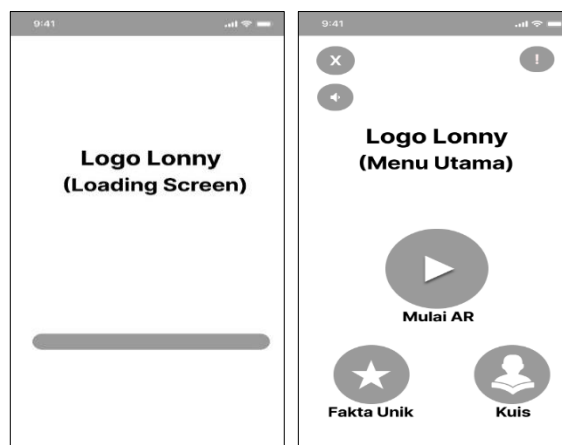 9:41
Logo Lonny
(Loading Screen)
9:41
X
!
Logo Lonny
(Menu Utama)
Mulai AR
Fakta Unik
Kuis